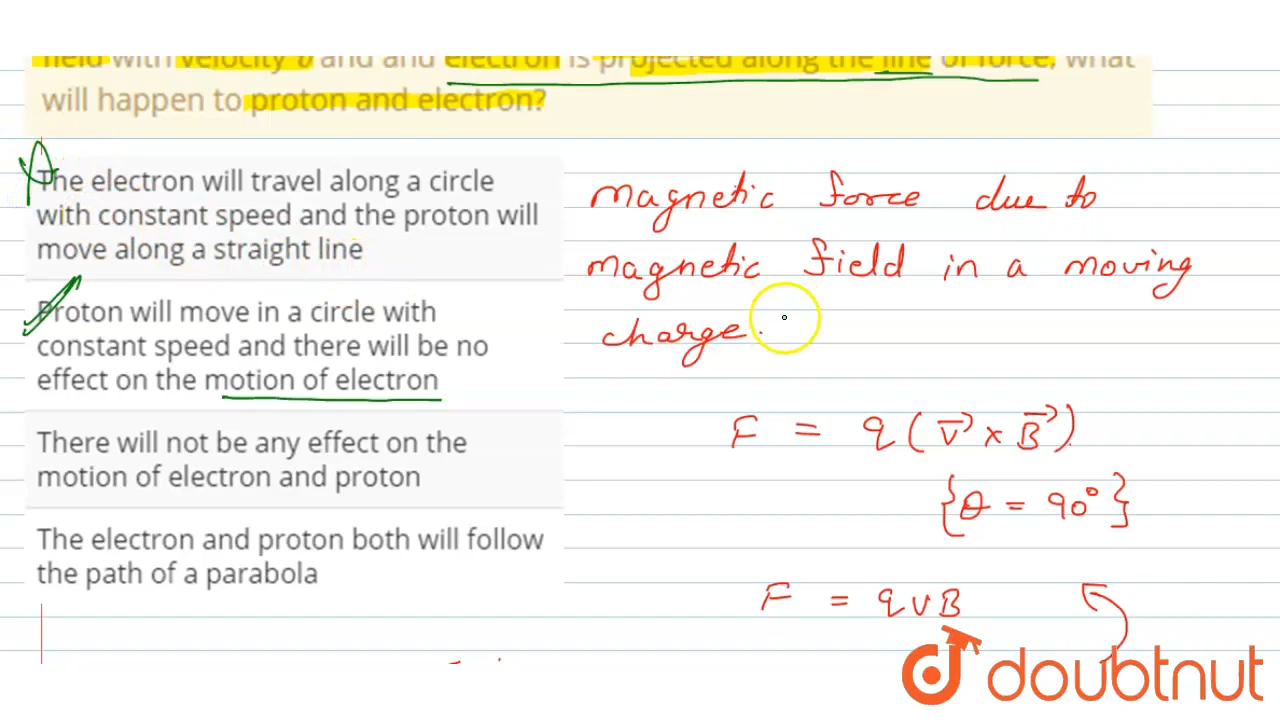 field with velocity v and and electron is projected along the line of force, what
will happen to proton and electron?
The electron will travel along a circle
with constant speed and the proton will
move along a straight line
Proton will move in a circle with
constant speed and there will be no
effect on the motion of electron
There will not be any effect on the
motion of electron and proton
The electron and proton both will follow
the path of a parabola
magnetic force due to
magnetic field in a moving
charge.
F = q(V × B)
{θ = 90°}
F = qVB
doubtnut